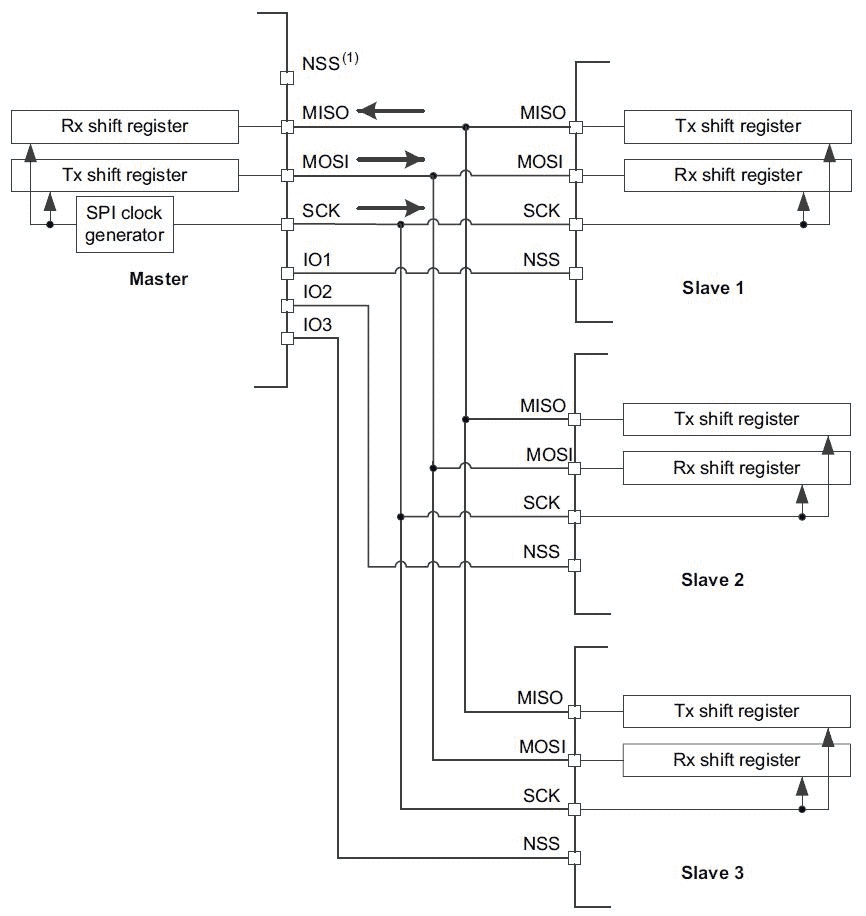 NSS(1)
MISO
MOSI
SCK
IO1
IO2
IO3
Rx shift register
Tx shift register
SPI clock
generator
Master
MISO
MOSI
SCK
NSS
Tx shift register
Rx shift register
Slave 1
MISO
MOSI
SCK
NSS
Tx shift register
Rx shift register
Slave 2
MISO
MOSI
SCK
NSS
Tx shift register
Rx shift register
Slave 3